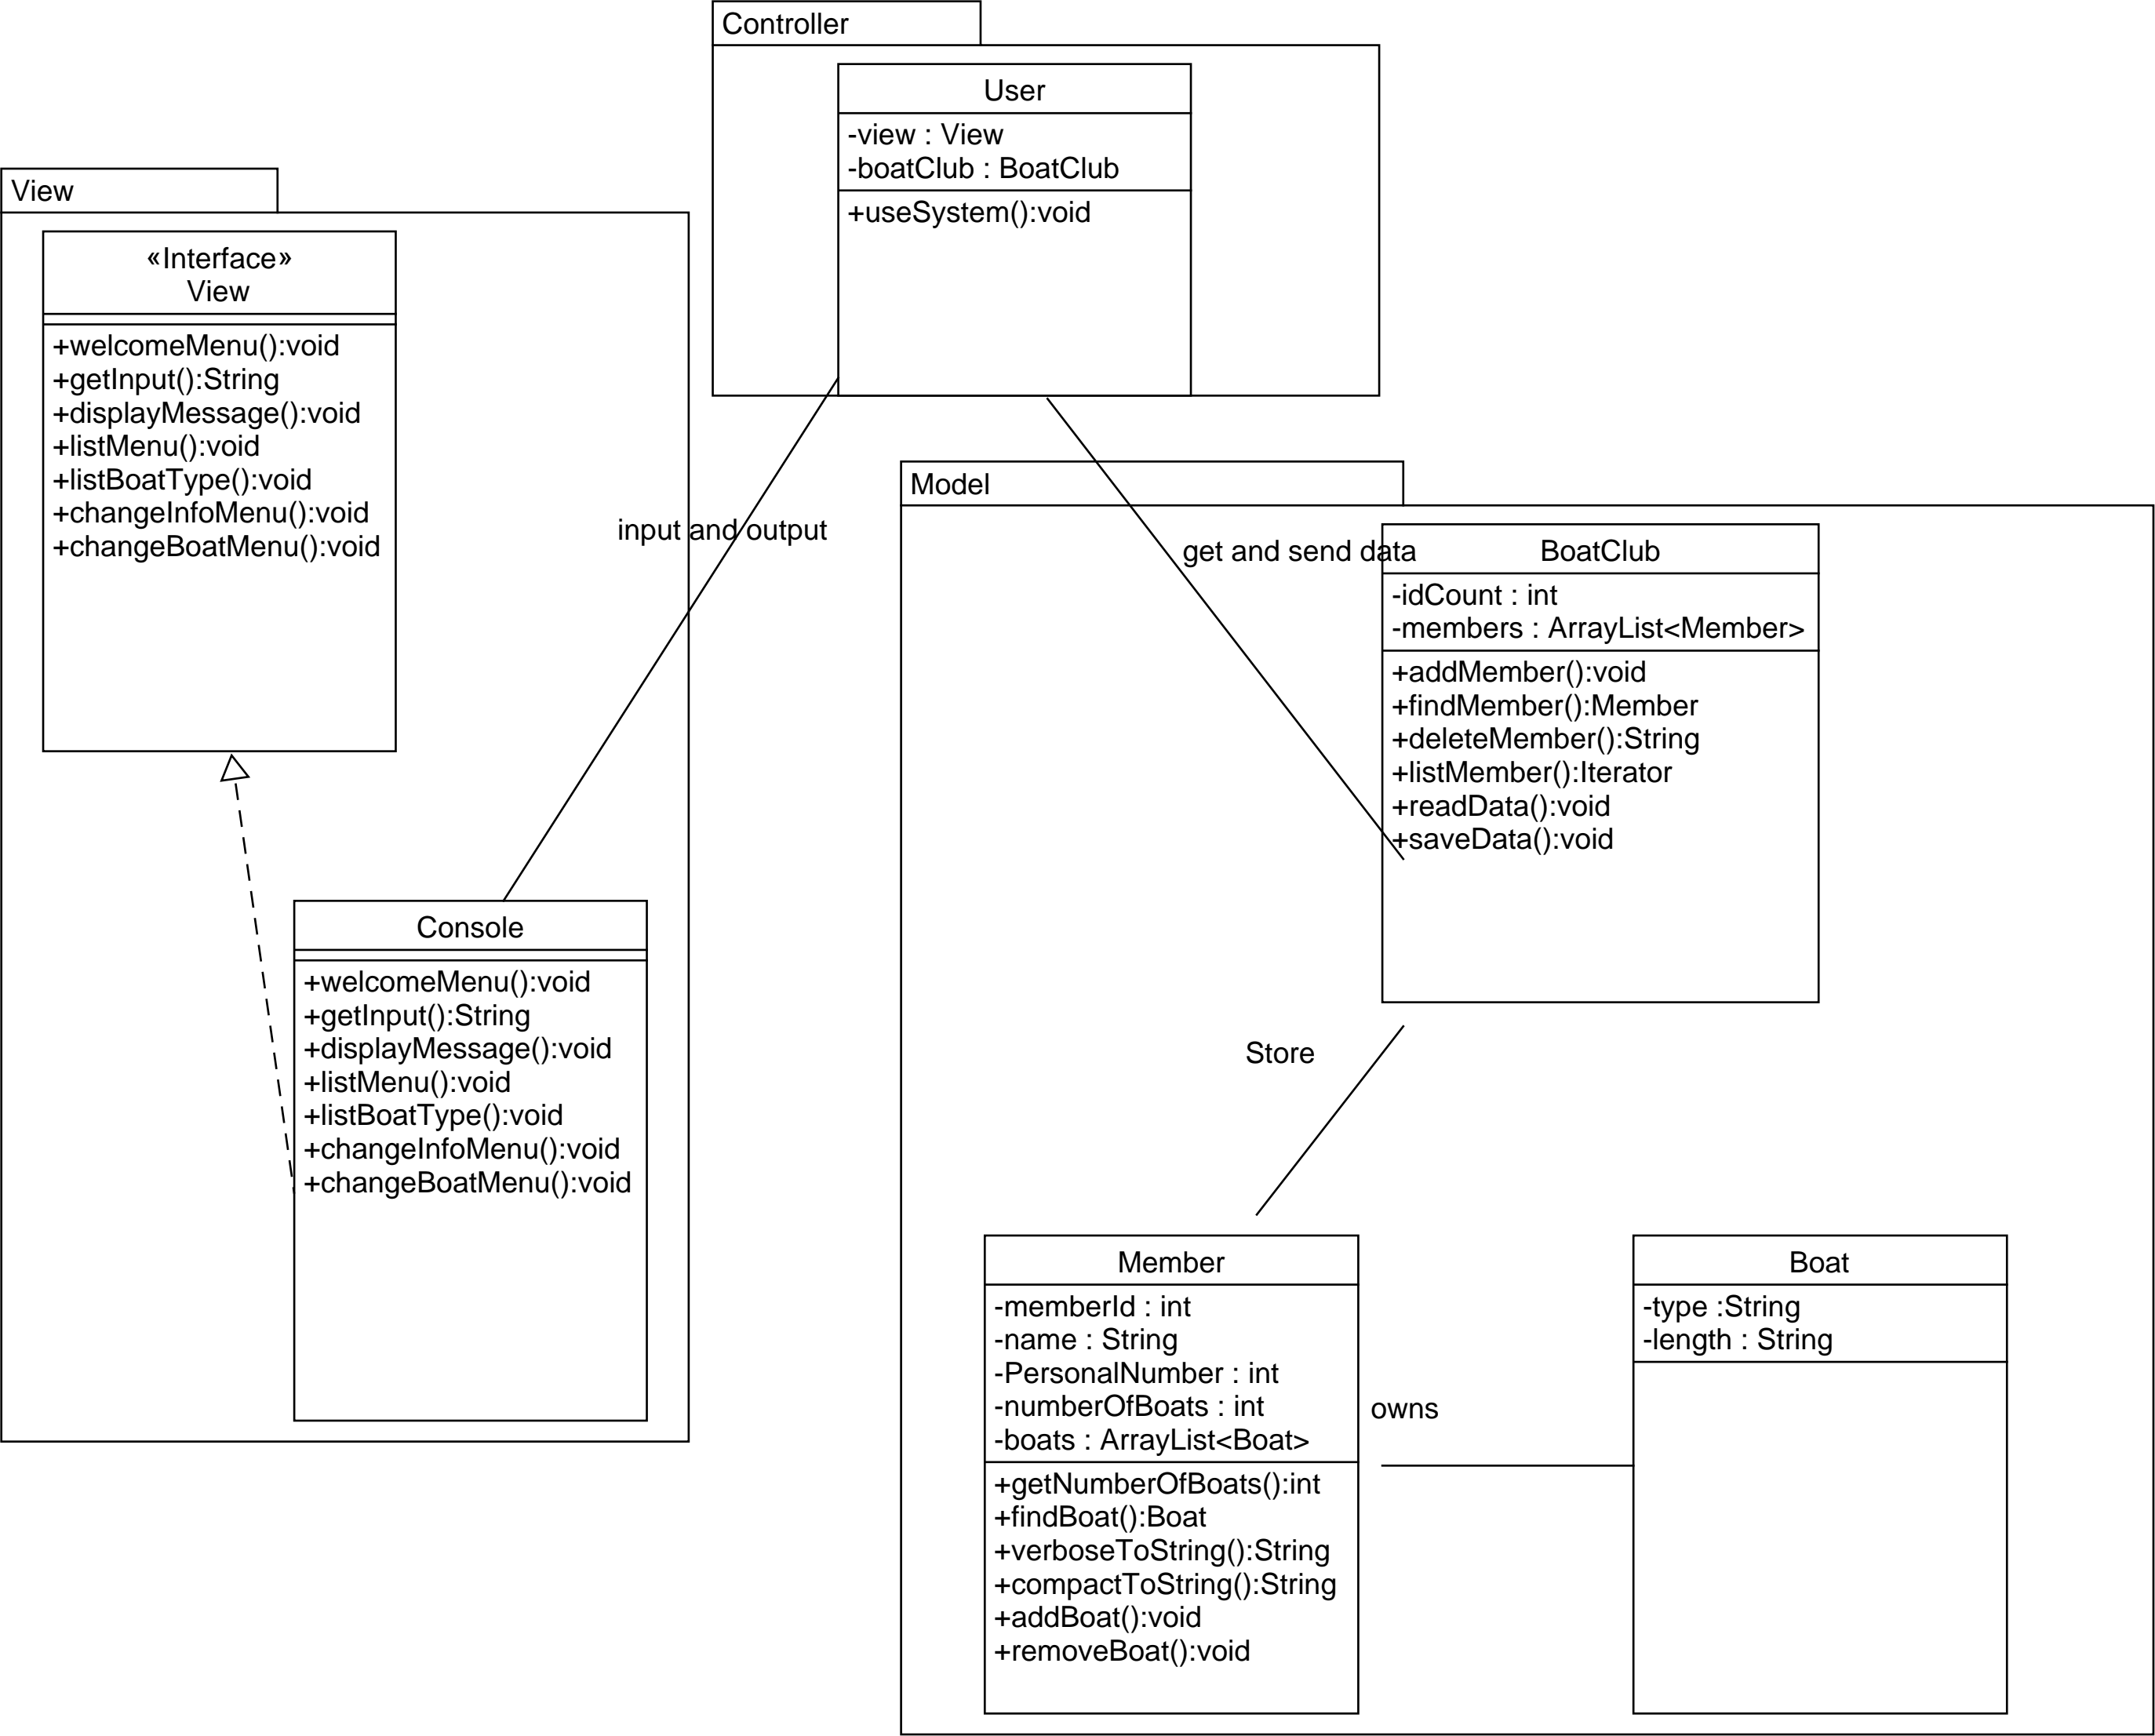 Controller
User
-view : View
-boatClub : BoatClub
+useSystem():void
View
«Interface»
View
+welcomeMenu():void
+getInput():String
+displayMessage():void
+listMenu():void
+listBoatType():void
+changeInfoMenu():void
+changeBoatMenu():void
input and output
Console
+welcomeMenu():void
+getInput():String
+displayMessage():void
+listMenu():void
+listBoatType():void
+changeInfoMenu():void
+changeBoatMenu():void
Model
get and send data
BoatClub
-idCount : int
-members : ArrayList<Member>
+addMember():void
+findMember():Member
+deleteMember():String
+listMember():Iterator
+readData():void
+saveData():void
Store
Member
-memberId : int
-name : String
-PersonalNumber : int
-numberOfBoats : int
-boats : ArrayList<Boat>
+getNumberOfBoats():int
+findBoat():Boat
+verboseToString():String
+compactToString():String
+addBoat():void
+removeBoat():void
owns
Boat
-type :String
-length : String